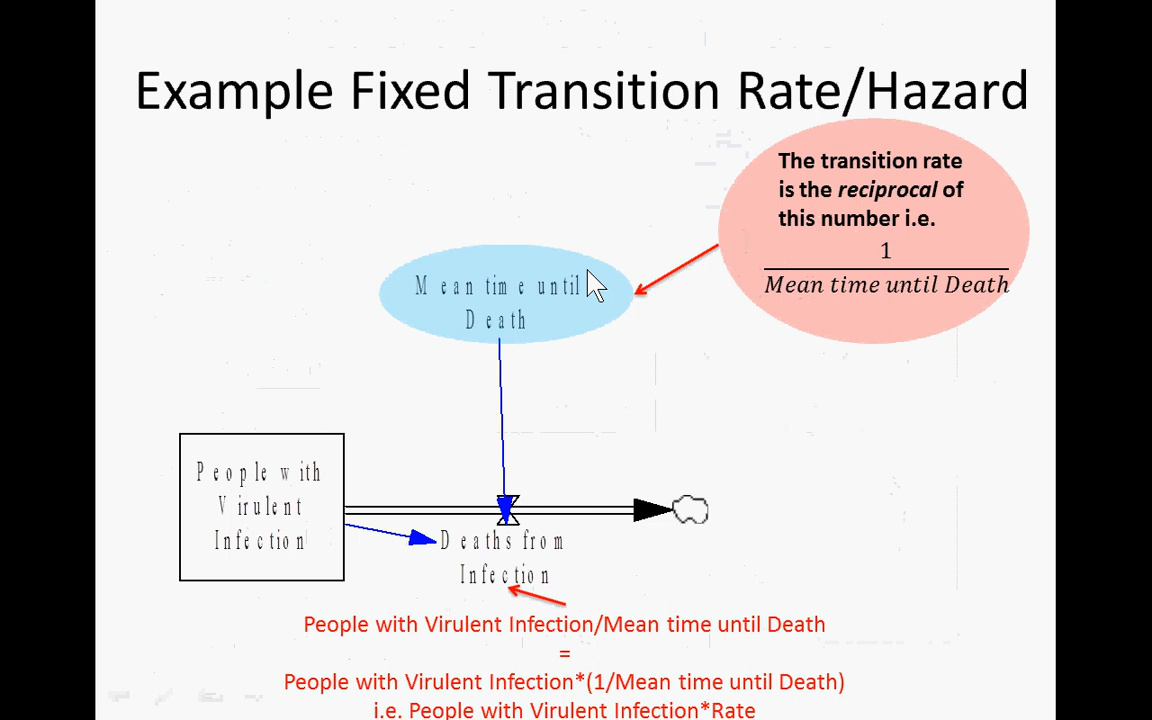 Example Fixed Transition Rate/Hazard
The transition rate
is the reciprocal of
this number i.e.
1
Mean time until Death
Mean time until
Death
People with
Virulent
Infection
Deaths from
Infection
People with Virulent Infection/Mean time until Death
=
People with Virulent Infection*(1/Mean time until Death)
i.e. People with Virulent Infection*Rate